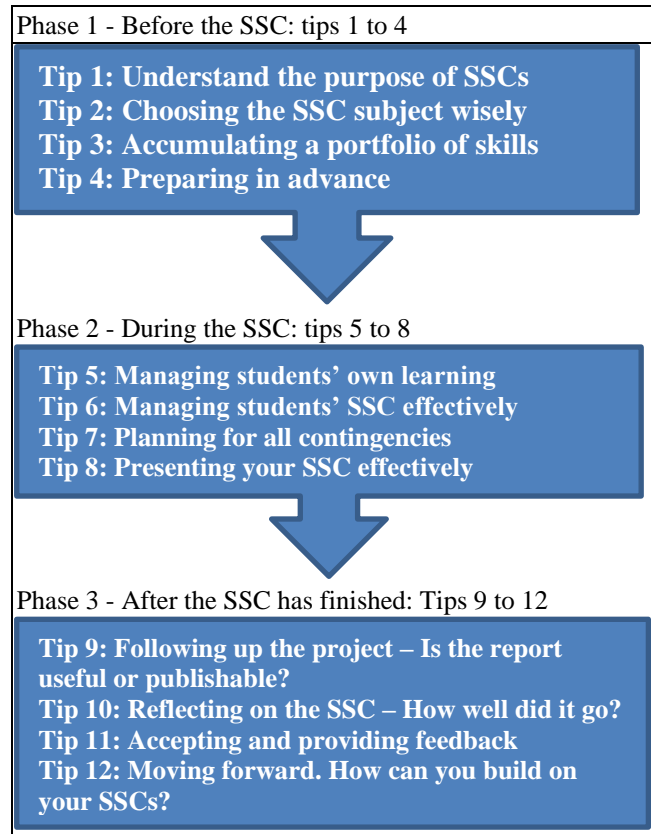 Phase 1 - Before the SSC: tips 1 to 4
Tip 1: Understand the purpose of SSCs
Tip 2: Choosing the SSC subject wisely
Tip 3: Accumulating a portfolio of skills
Tip 4: Preparing in advance
Phase 2 - During the SSC: tips 5 to 8
Tip 5: Managing students’ own learning
Tip 6: Managing students’ SSC effectively
Tip 7: Planning for all contingencies
Tip 8: Presenting your SSC effectively
Phase 3 - After the SSC has finished: Tips 9 to 12
Tip 9: Following up the project – Is the report
useful or publishable?
Tip 10: Reflecting on the SSC – How well did it go?
Tip 11: Accepting and providing feedback
Tip 12: Moving forward. How can you build on
your SSCs?